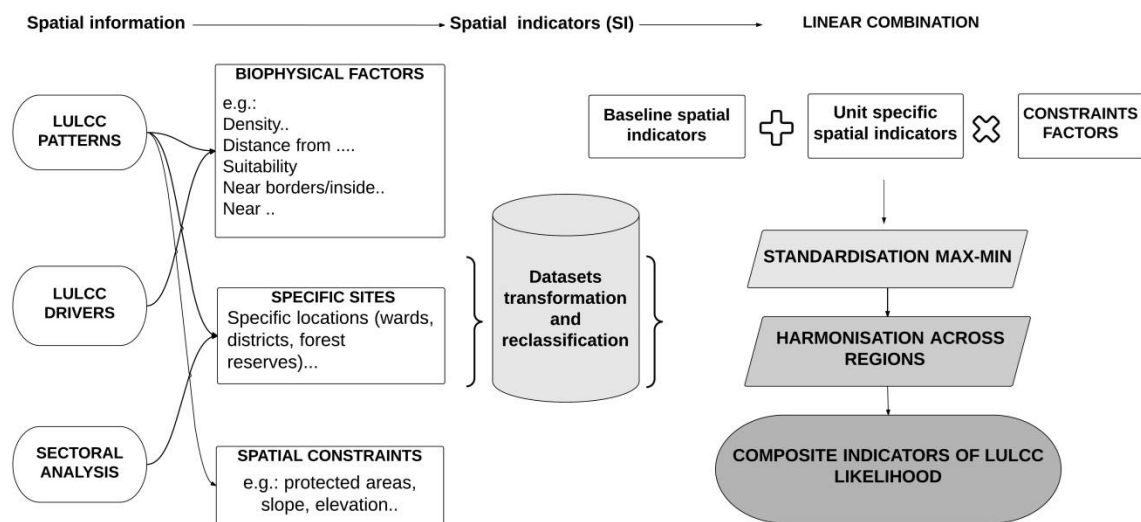 Spatial information
Spatial indicators (SI)
LINEAR COMBINATION
LULCC
PATTERNS
LULCC
DRIVERS
SECTORAL
ANALYSIS
BIOPHYSICAL FACTORS
e.g.:
Density..
Distance from ....
Suitability
Near borders/inside..
Near ..
SPECIFIC SITES
Specific locations (wards,
districts, forest
reserves)...
SPATIAL CONSTRAINTS
e.g.: protected areas,
slope, elevation..
Datasets
transformation
and
reclassification
Baseline spatial
indicators
Unit specific
spatial indicators
CONSTRAINTS
FACTORS
STANDARDISATION MAX-MIN
HARMONISATION ACROSS
REGIONS
COMPOSITE INDICATORS OF LULCC
LIKELIHOOD